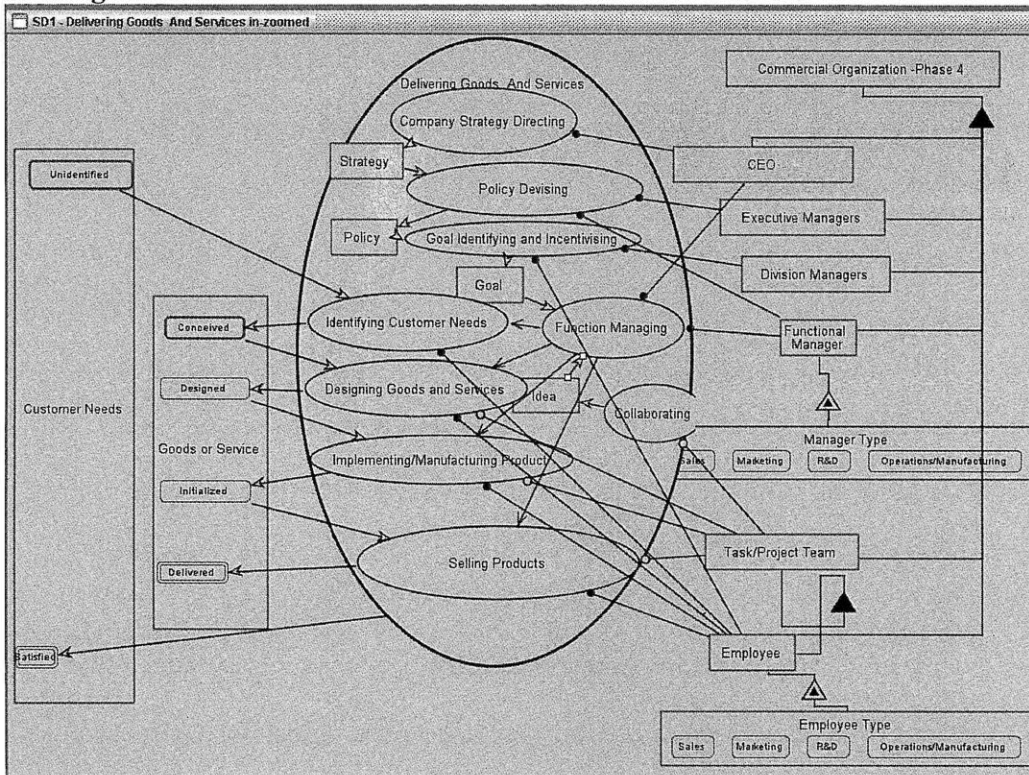 SD1 - Delivering Goods And Services in-zoomed
Commercial Organization -Phase 4
Delivering Goods And Services
Company Strategy Directing
Strategy
CEO
Unidentified
Policy Devising
Executive Managers
Policy
Goal Identifying and Incentivising
Division Managers
Goal
Conceived
Identifying Customer Needs
Function Managing
Functional
Manager
Designed
Designing Goods and Services
Idea
Collaborating
Customer Needs
Goods or Service
Manager Type
Implementing/Manufacturing Product
Sales
Marketing
R&D
Operations/Manufacturing
Initialized
Task/Project Team
Delivered
Selling Products
Satisfied
Employee
Employee Type
Sales
Marketing
R&D
Operations/Manufacturing